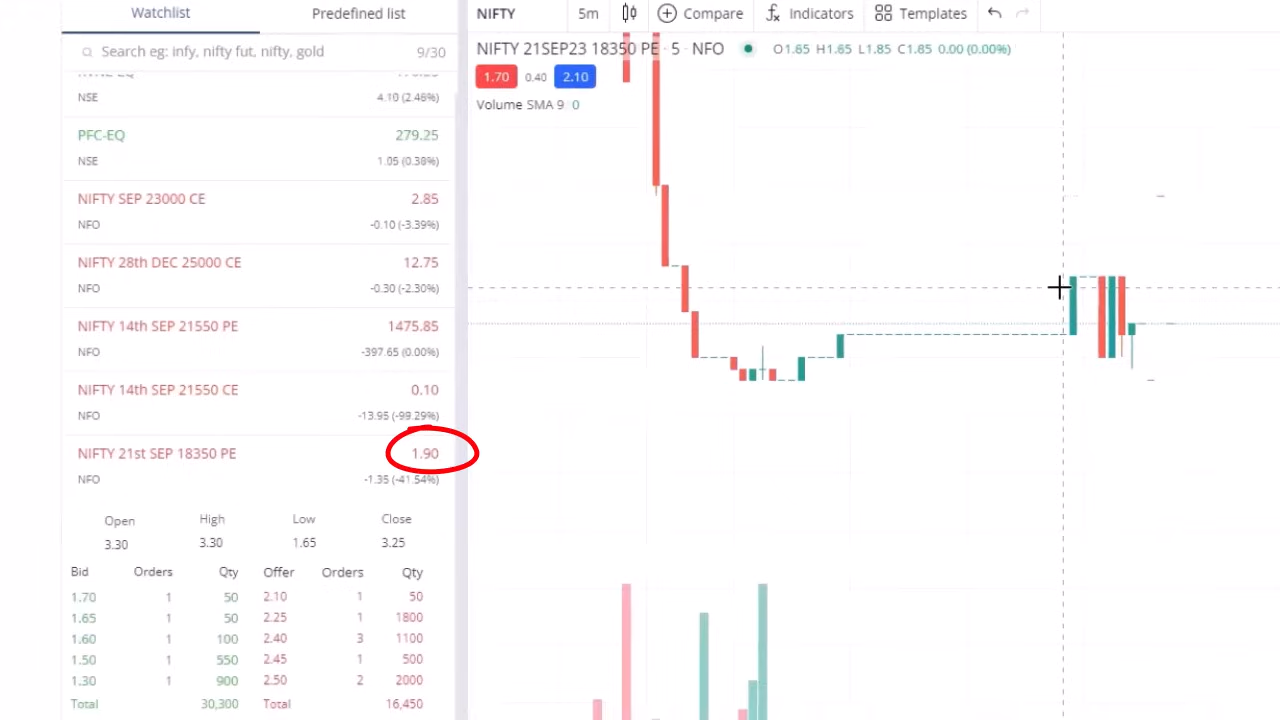 Watchlist
Predefined list
Search eg: infy, nifty fut, nifty, gold
9/30
NSE
4.10 (2.46%)
PFC-EQ
279.25
NSE
1.05 (0.38%)
NIFTY SEP 23000 CE
2.85
NFO
-0.10 (-3.39%)
NIFTY 28th DEC 25000 CE
12.75
NFO
-0.30 (-2.30%)
NIFTY 14th SEP 21550 PE
1475.85
NFO
-397.65 (0.00%)
NIFTY 14th SEP 21550 CE
0.10
NFO
-13.95 (-99.29%)
NIFTY 21st SEP 18350 PE
1.90
NFO
-1.35 (-41.54%)
Open High Low Close
3.30 3.30 1.65 3.25
Bid Orders Qty Offer Orders Qty
1.70 1 50 2.10 1 50
1.65 1 50 2.25 1 1800
1.60 1 100 2.40 3 1100
1.50 1 550 2.45 1 500
1.30 1 900 2.50 2 2000
Total 30,300 Total 16,450
NIFTY 5m Compare Indicators Templates
NIFTY 21SEP23 18350 PE · 5 · NFO O1.65 H1.65 L1.85 C1.85 0.00 (0.00%)
1.70 0.40 2.10
Volume SMA 9 0